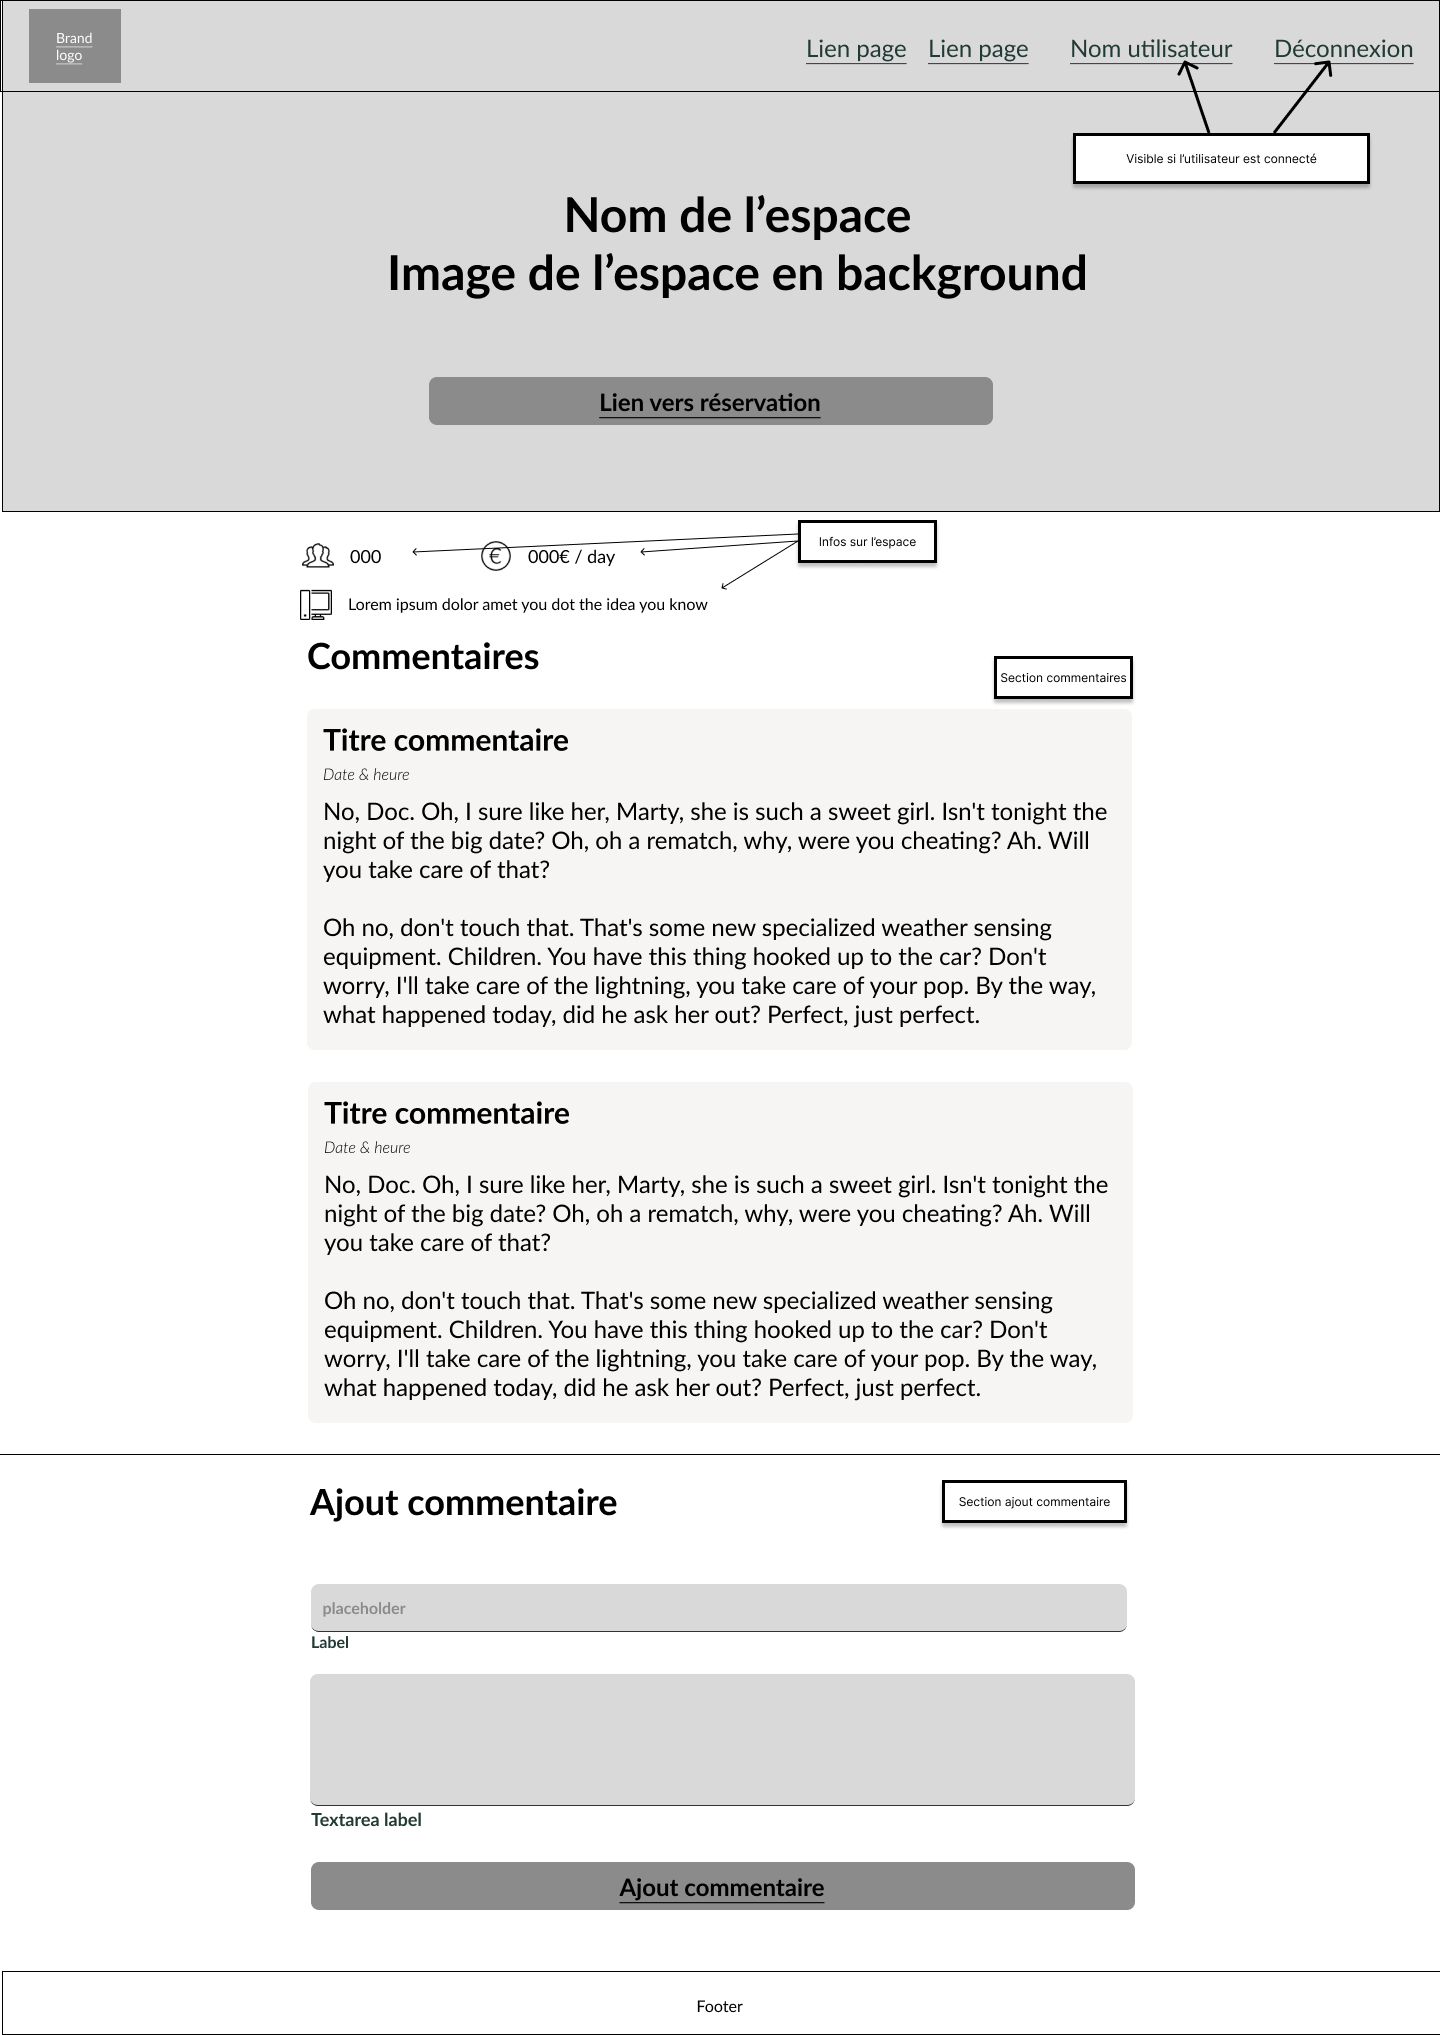 Brand
logo
Lien page
Lien page
Nom utilisateur
Déconnexion
Visible si l’utilisateur est connecté
Nom de l’espace
Image de l’espace en background
Lien vers réservation
Infos sur l’espace
000
€
000€ / day
Lorem ipsum dolor amet you dot the idea you know
Commentaires
Section commentaires
Titre commentaire
Date & heure
No, Doc. Oh, I sure like her, Marty, she is such a sweet girl. Isn't tonight the
night of the big date? Oh, oh a rematch, why, were you cheating? Ah. Will
you take care of that?
Oh no, don't touch that. That's some new specialized weather sensing
equipment. Children. You have this thing hooked up to the car? Don't
worry, I'll take care of the lightning, you take care of your pop. By the way,
what happened today, did he ask her out? Perfect, just perfect.
Titre commentaire
Date & heure
No, Doc. Oh, I sure like her, Marty, she is such a sweet girl. Isn't tonight the
night of the big date? Oh, oh a rematch, why, were you cheating? Ah. Will
you take care of that?
Oh no, don't touch that. That's some new specialized weather sensing
equipment. Children. You have this thing hooked up to the car? Don't
worry, I'll take care of the lightning, you take care of your pop. By the way,
what happened today, did he ask her out? Perfect, just perfect.
Ajout commentaire
Section ajout commentaire
placeholder
Label
Textarea label
Ajout commentaire
Footer